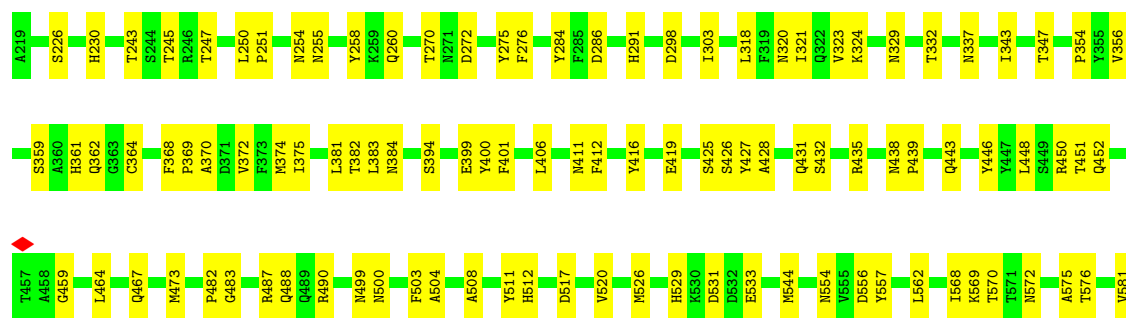 A219 S226 H230 T243 S244 T245 R246 T247 L250 P251 N254 N255 Y258 K259 Q260 T270 N271 D272 Y275 F276 Y284 F285 D286 H291 D298 I303 L318 F319 N320 I321 Q322 V323 K324 N329 T332 N337 I343 T347 P354 Y355 V356
S359 A360 H361 Q362 G363 C364 F368 P369 A370 D371 V372 F373 M374 I375 L381 T382 L383 N384 S394 E399 Y400 F401 L406 N411 F412 Y416 E419 S425 S426 Y427 A428 Q431 S432 R435 N438 P439 Q443 Y446 Y447 L448 S449 R450 T451 Q452
T457 A458 G459 L464 Q467 M473 P482 G483 R487 Q488 Q489 R490 N499 N500 F503 A504 A508 Y511 H512 D517 V520 M526 H529 K530 D531 D532 E533 M544 N554 V555 D556 Y557 L562 I568 K569 T570 T571 N572 A575 T576 V581